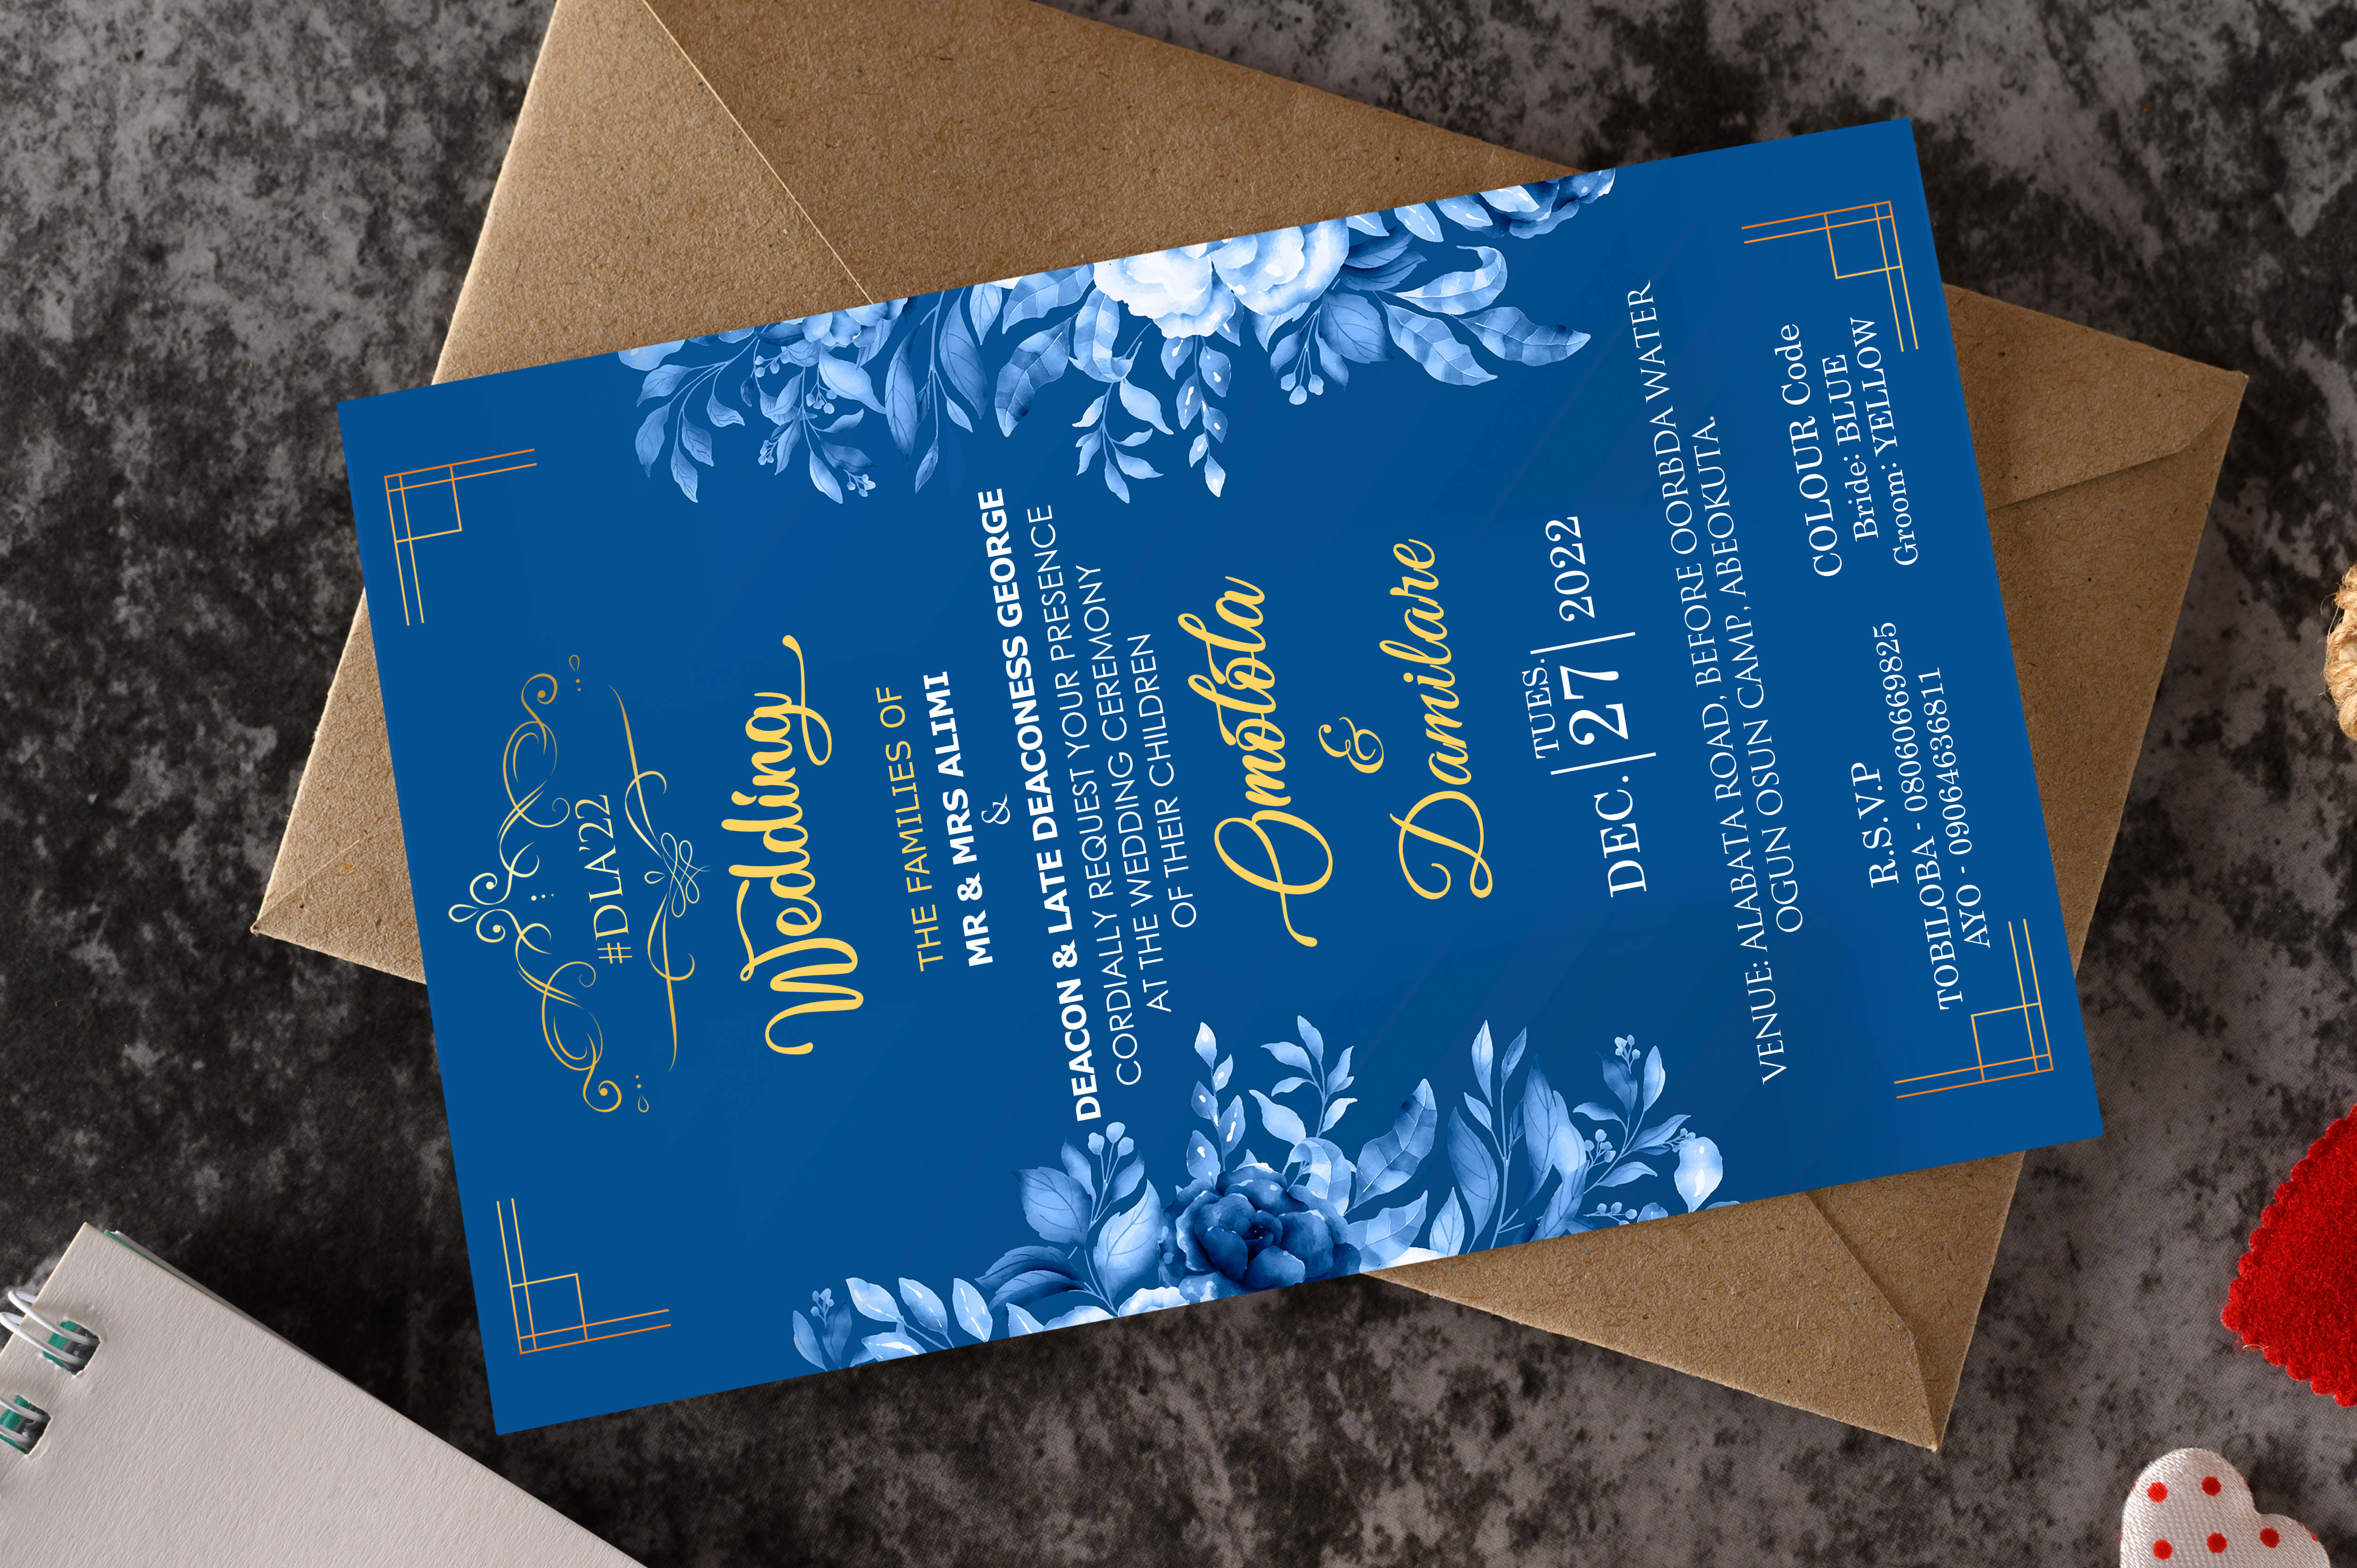 #DLA'22
Wedding
THE FAMILIES OF
MR & MRS ALIMI
&
DEACON & LATE DEACONESS GEORGE
CORDIALLY REQUEST YOUR PRESENCE
AT THE WEDDING CEREMONY
OF THEIR CHILDREN
Omolola
&
Damilare
TUES.
DEC. 27 2022
VENUE: ALABATA ROAD, BEFORE OORBDA WATER
OGUN OSUN CAMP, ABEOKUTA.
R.S.V.P
TOBILOBA - 08060669825
AYO - 09064636811
COLOUR Code
Bride: BLUE
Groom: YELLOW